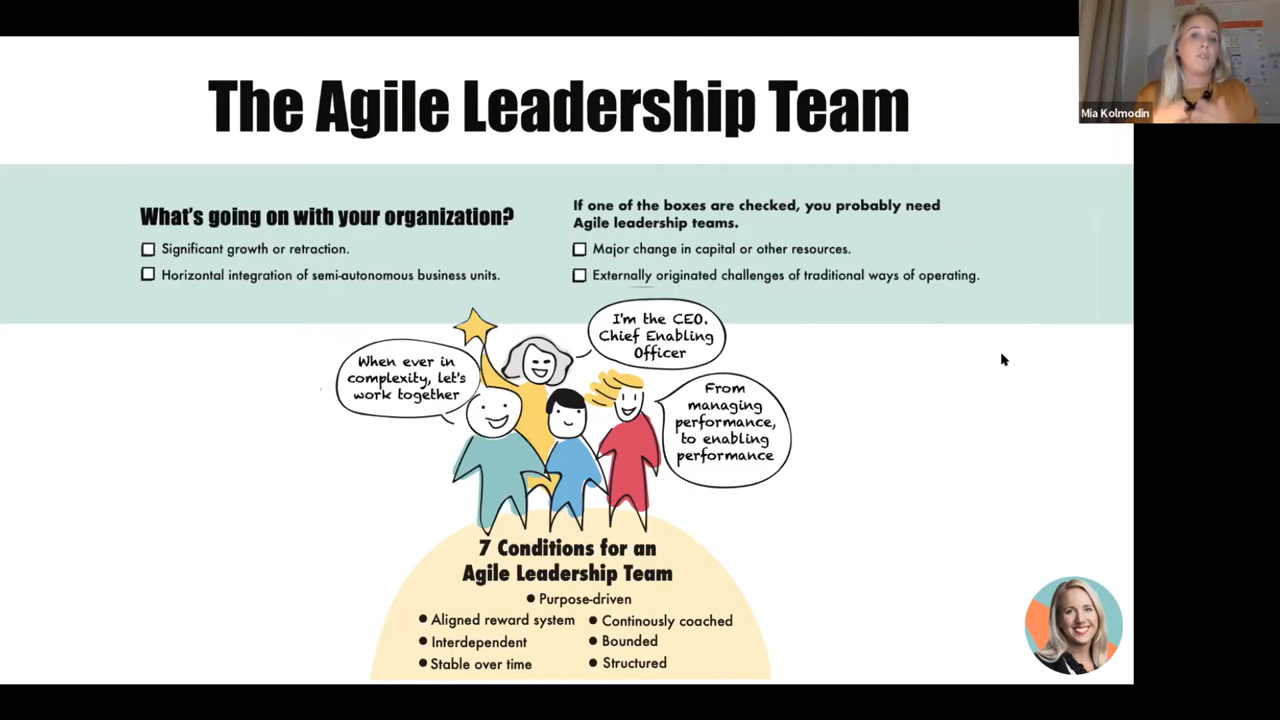 The Agile Leadership Team
Mia Kolmodin
What's going on with your organization?
Significant growth or retraction.
Horizontal integration of semi-autonomous business units.
If one of the boxes are checked, you probably need
Agile leadership teams.
Major change in capital or other resources.
Externally originated challenges of traditional ways of operating.
When ever in
complexity, let's
work together
I'm the CEO.
Chief Enabling
Officer
From
managing
performance,
to enabling
performance
7 Conditions for an
Agile Leadership Team
Purpose-driven
Aligned reward system
Interdependent
Stable over time
Continously coached
Bounded
Structured